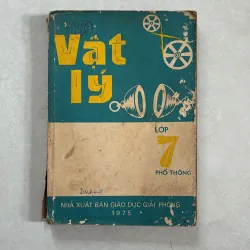 Vật
lý
LỚP
7
PHỔ THÔNG
NHÀ XUẤT BẢN GIÁO DỤC GIẢI PHÓNG
1975